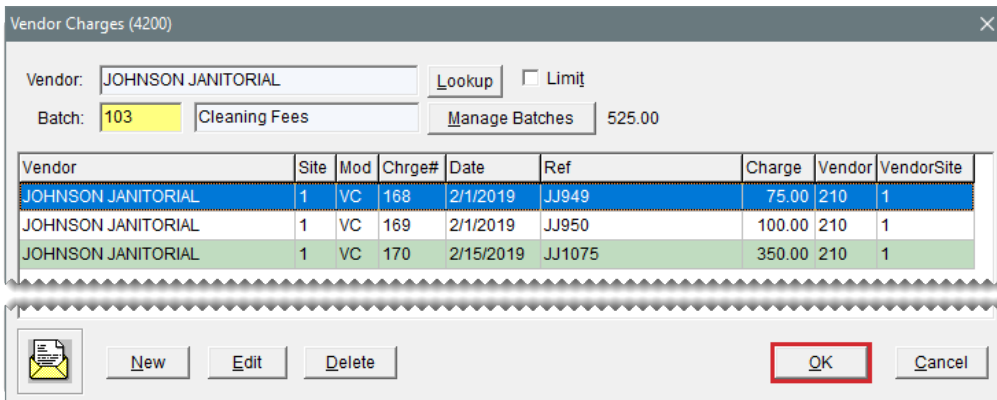 Vendor Charges (4200)
Vendor: JOHNSON JANITORIAL Lookup Limit
Batch: 103 Cleaning Fees Manage Batches 525.00
Vendor Site Mod Chrge# Date Ref Charge Vendor VendorSite
JOHNSON JANITORIAL 1 VC 168 2/1/2019 JJ949 75.00 210 1
JOHNSON JANITORIAL 1 VC 169 2/1/2019 JJ950 100.00 210 1
JOHNSON JANITORIAL 1 VC 170 2/15/2019 JJ1075 350.00 210 1
New Edit Delete OK Cancel